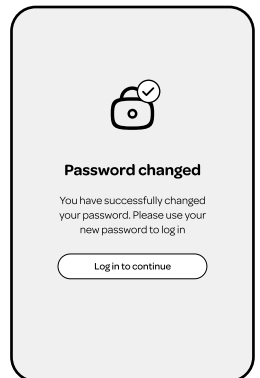 Password changed
You have successfully changed
your password. Please use your
new password to log in
Log in to continue